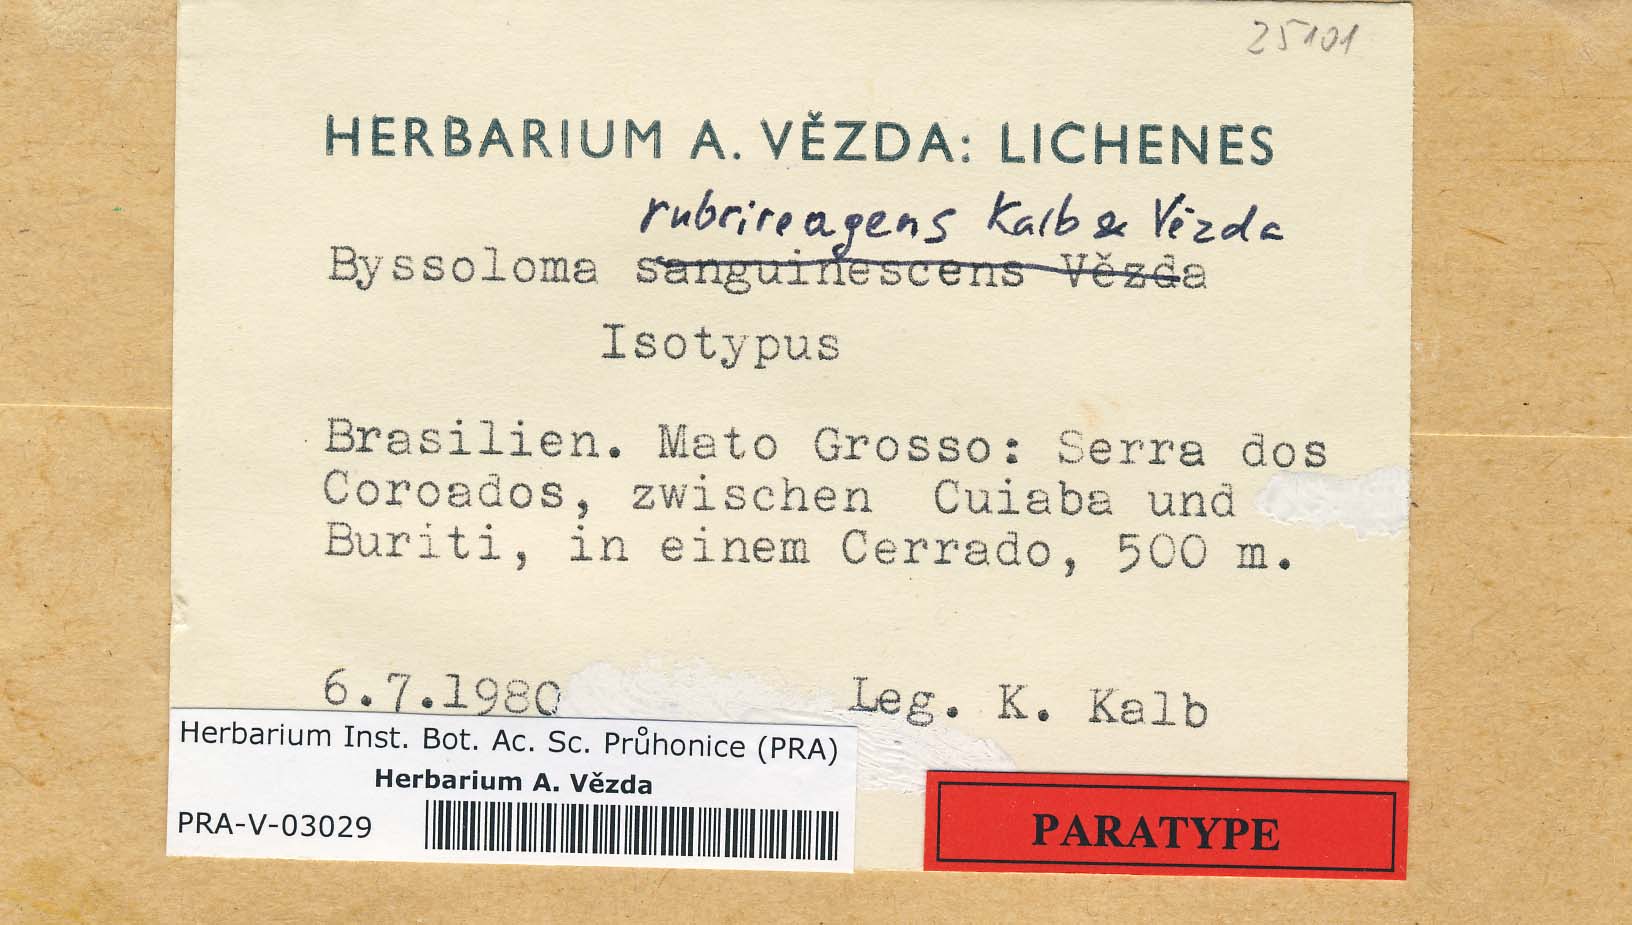 25101
HERBARIUM A. VĚZDA: LICHENES
rubrireagens Kalb & Vězda
Byssoloma sanguinescens Vězda
Isotypus
Brasilien. Mato Grosso: Serra dos
Coroados, zwischen Cuiaba und
Buriti, in einem Cerrado, 500 m.
6.7.1980 Leg. K. Kalb
Herbarium Inst. Bot. Ac. Sc. Průhonice (PRA)
Herbarium A. Vězda
PRA-V-03029
PARATYPE